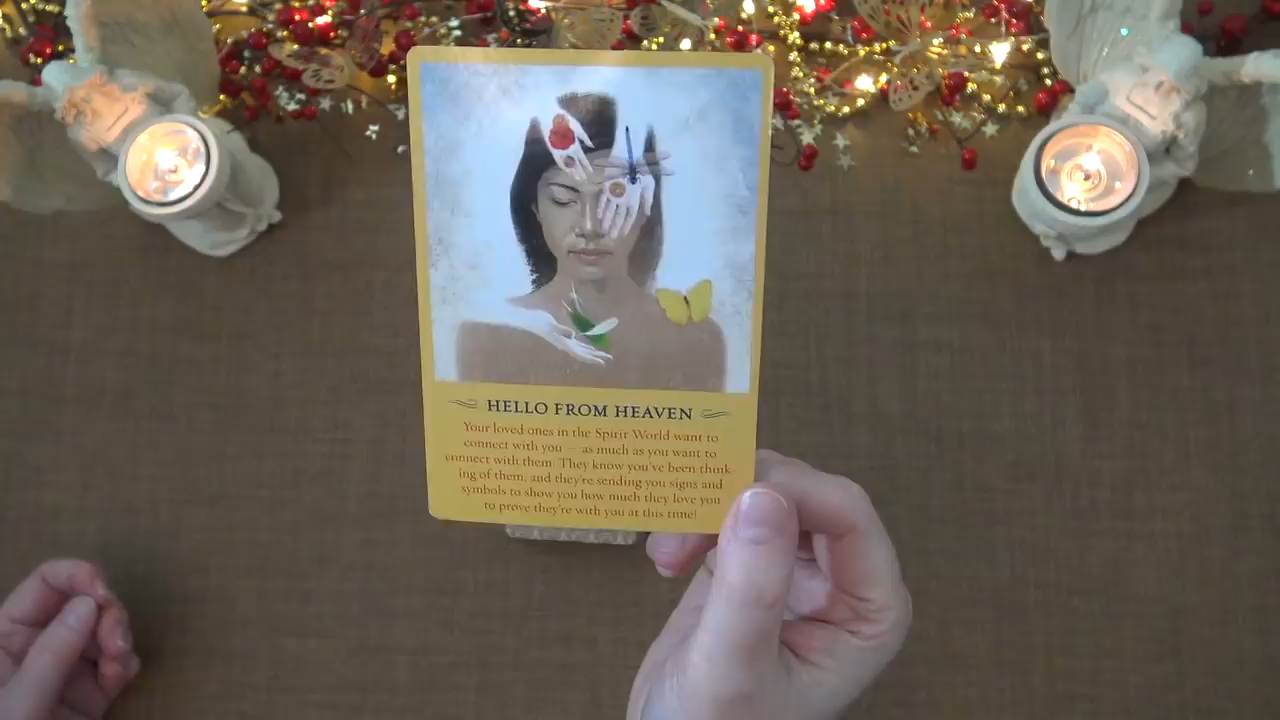 HELLO FROM HEAVEN
Your loved ones in the Spirit World want to
connect with you — as much as you want to
connect with them. They know you've been think-
ing of them, and they're sending you signs and
symbols to show you how much they love you
to prove they're with you at this time!